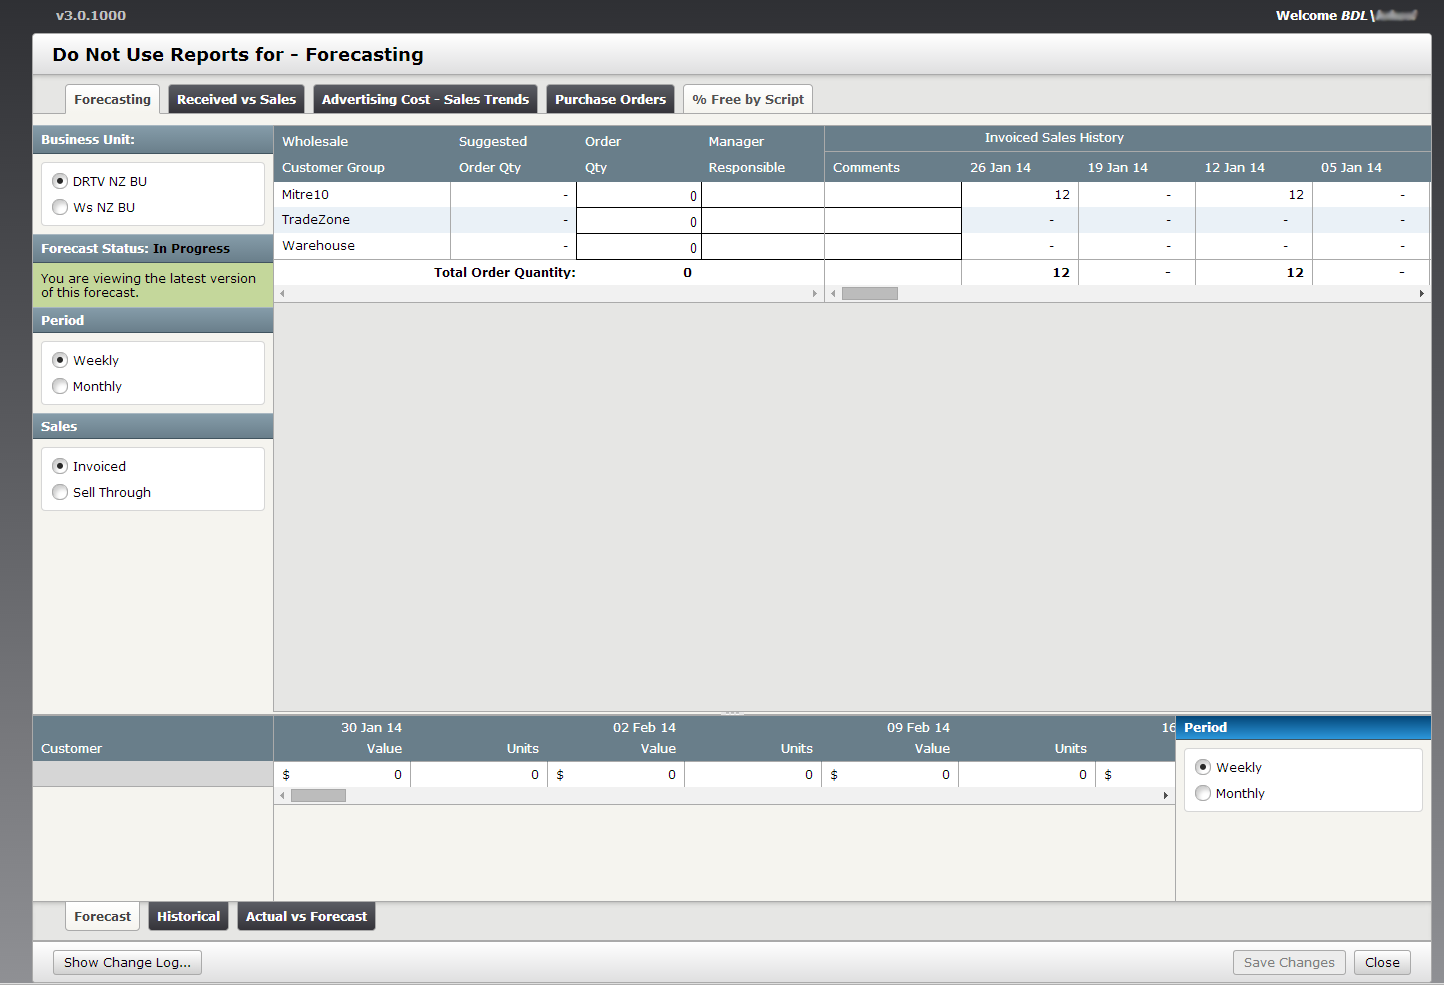 v3.0.1000
Welcome BDL\
Do Not Use Reports for - Forecasting
Forecasting Received vs Sales Advertising Cost - Sales Trends Purchase Orders % Free by Script
Business Unit:
DRTV NZ BU
Ws NZ BU
Forecast Status: In Progress
You are viewing the latest version
of this forecast.
Period
Weekly
Monthly
Sales
Invoiced
Sell Through
Wholesale Suggested Order Manager Invoiced Sales History
Customer Group Order Qty Qty Responsible Comments 26 Jan 14 19 Jan 14 12 Jan 14 05 Jan 14
Mitre10 - 0 12 - 12 -
TradeZone - 0 - - - -
Warehouse - 0 - - - -
Total Order Quantity: 0 12 - 12 -
30 Jan 14 02 Feb 14 09 Feb 14 16
Customer Value Units Value Units Value Units
$ 0 0 $ 0 0 $ 0 0 $
Period
Weekly
Monthly
Forecast Historical Actual vs Forecast
Show Change Log... Save Changes Close